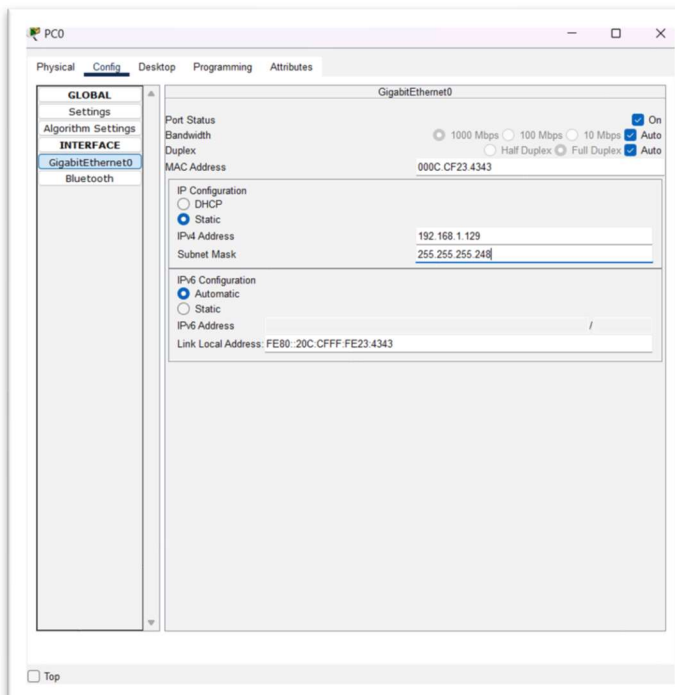 PC0
Physical Config Desktop Programming Attributes
GLOBAL
Settings
Algorithm Settings
INTERFACE
GigabitEthernet0
Bluetooth
GigabitEthernet0
Port Status On
Bandwidth 1000 Mbps 100 Mbps 10 Mbps Auto
Duplex Half Duplex Full Duplex Auto
MAC Address 000C.CF23.4343
IP Configuration
DHCP
Static
IPv4 Address 192.168.1.129
Subnet Mask 255.255.255.248
IPv6 Configuration
Automatic
Static
IPv6 Address /
Link Local Address: FE80::20C:CFFF:FE23:4343
Top